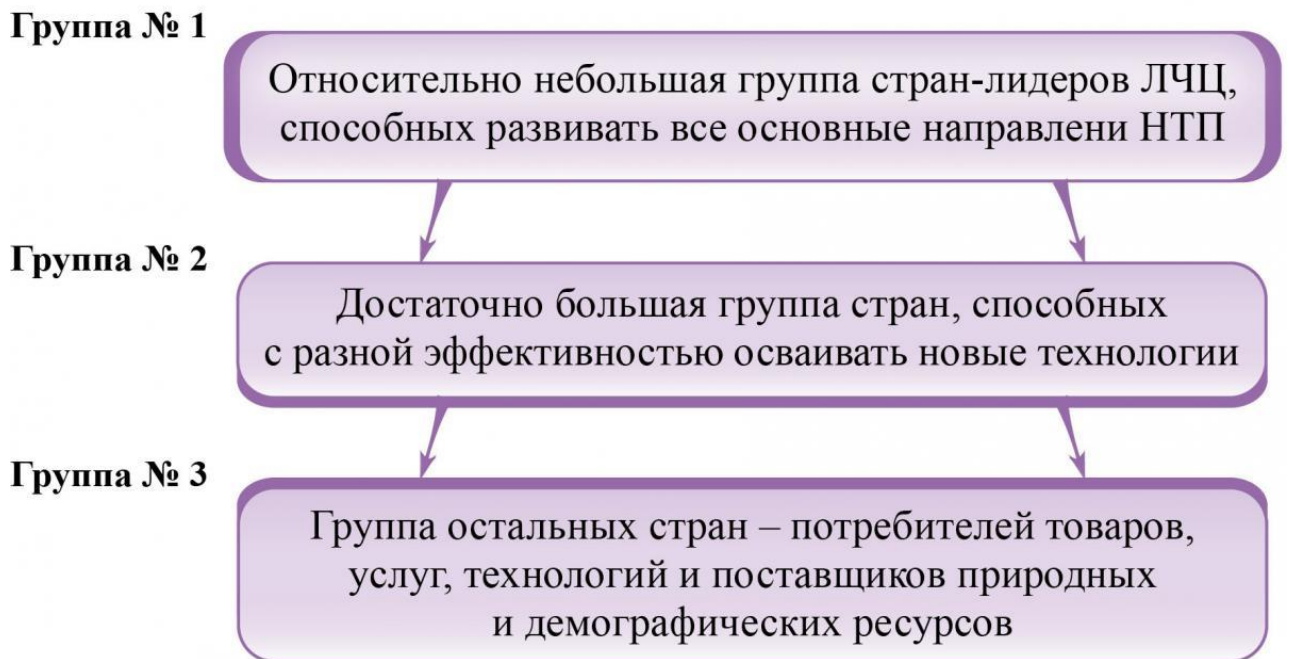 Группа № 1
Относительно небольшая группа стран-лидеров ЛЧЦ,
способных развивать все основные направлени НТП
Группа № 2
Достаточно большая группа стран, способных
с разной эффективностью осваивать новые технологии
Группа № 3
Группа остальных стран – потребителей товаров,
услуг, технологий и поставщиков природных
и демографических ресурсов